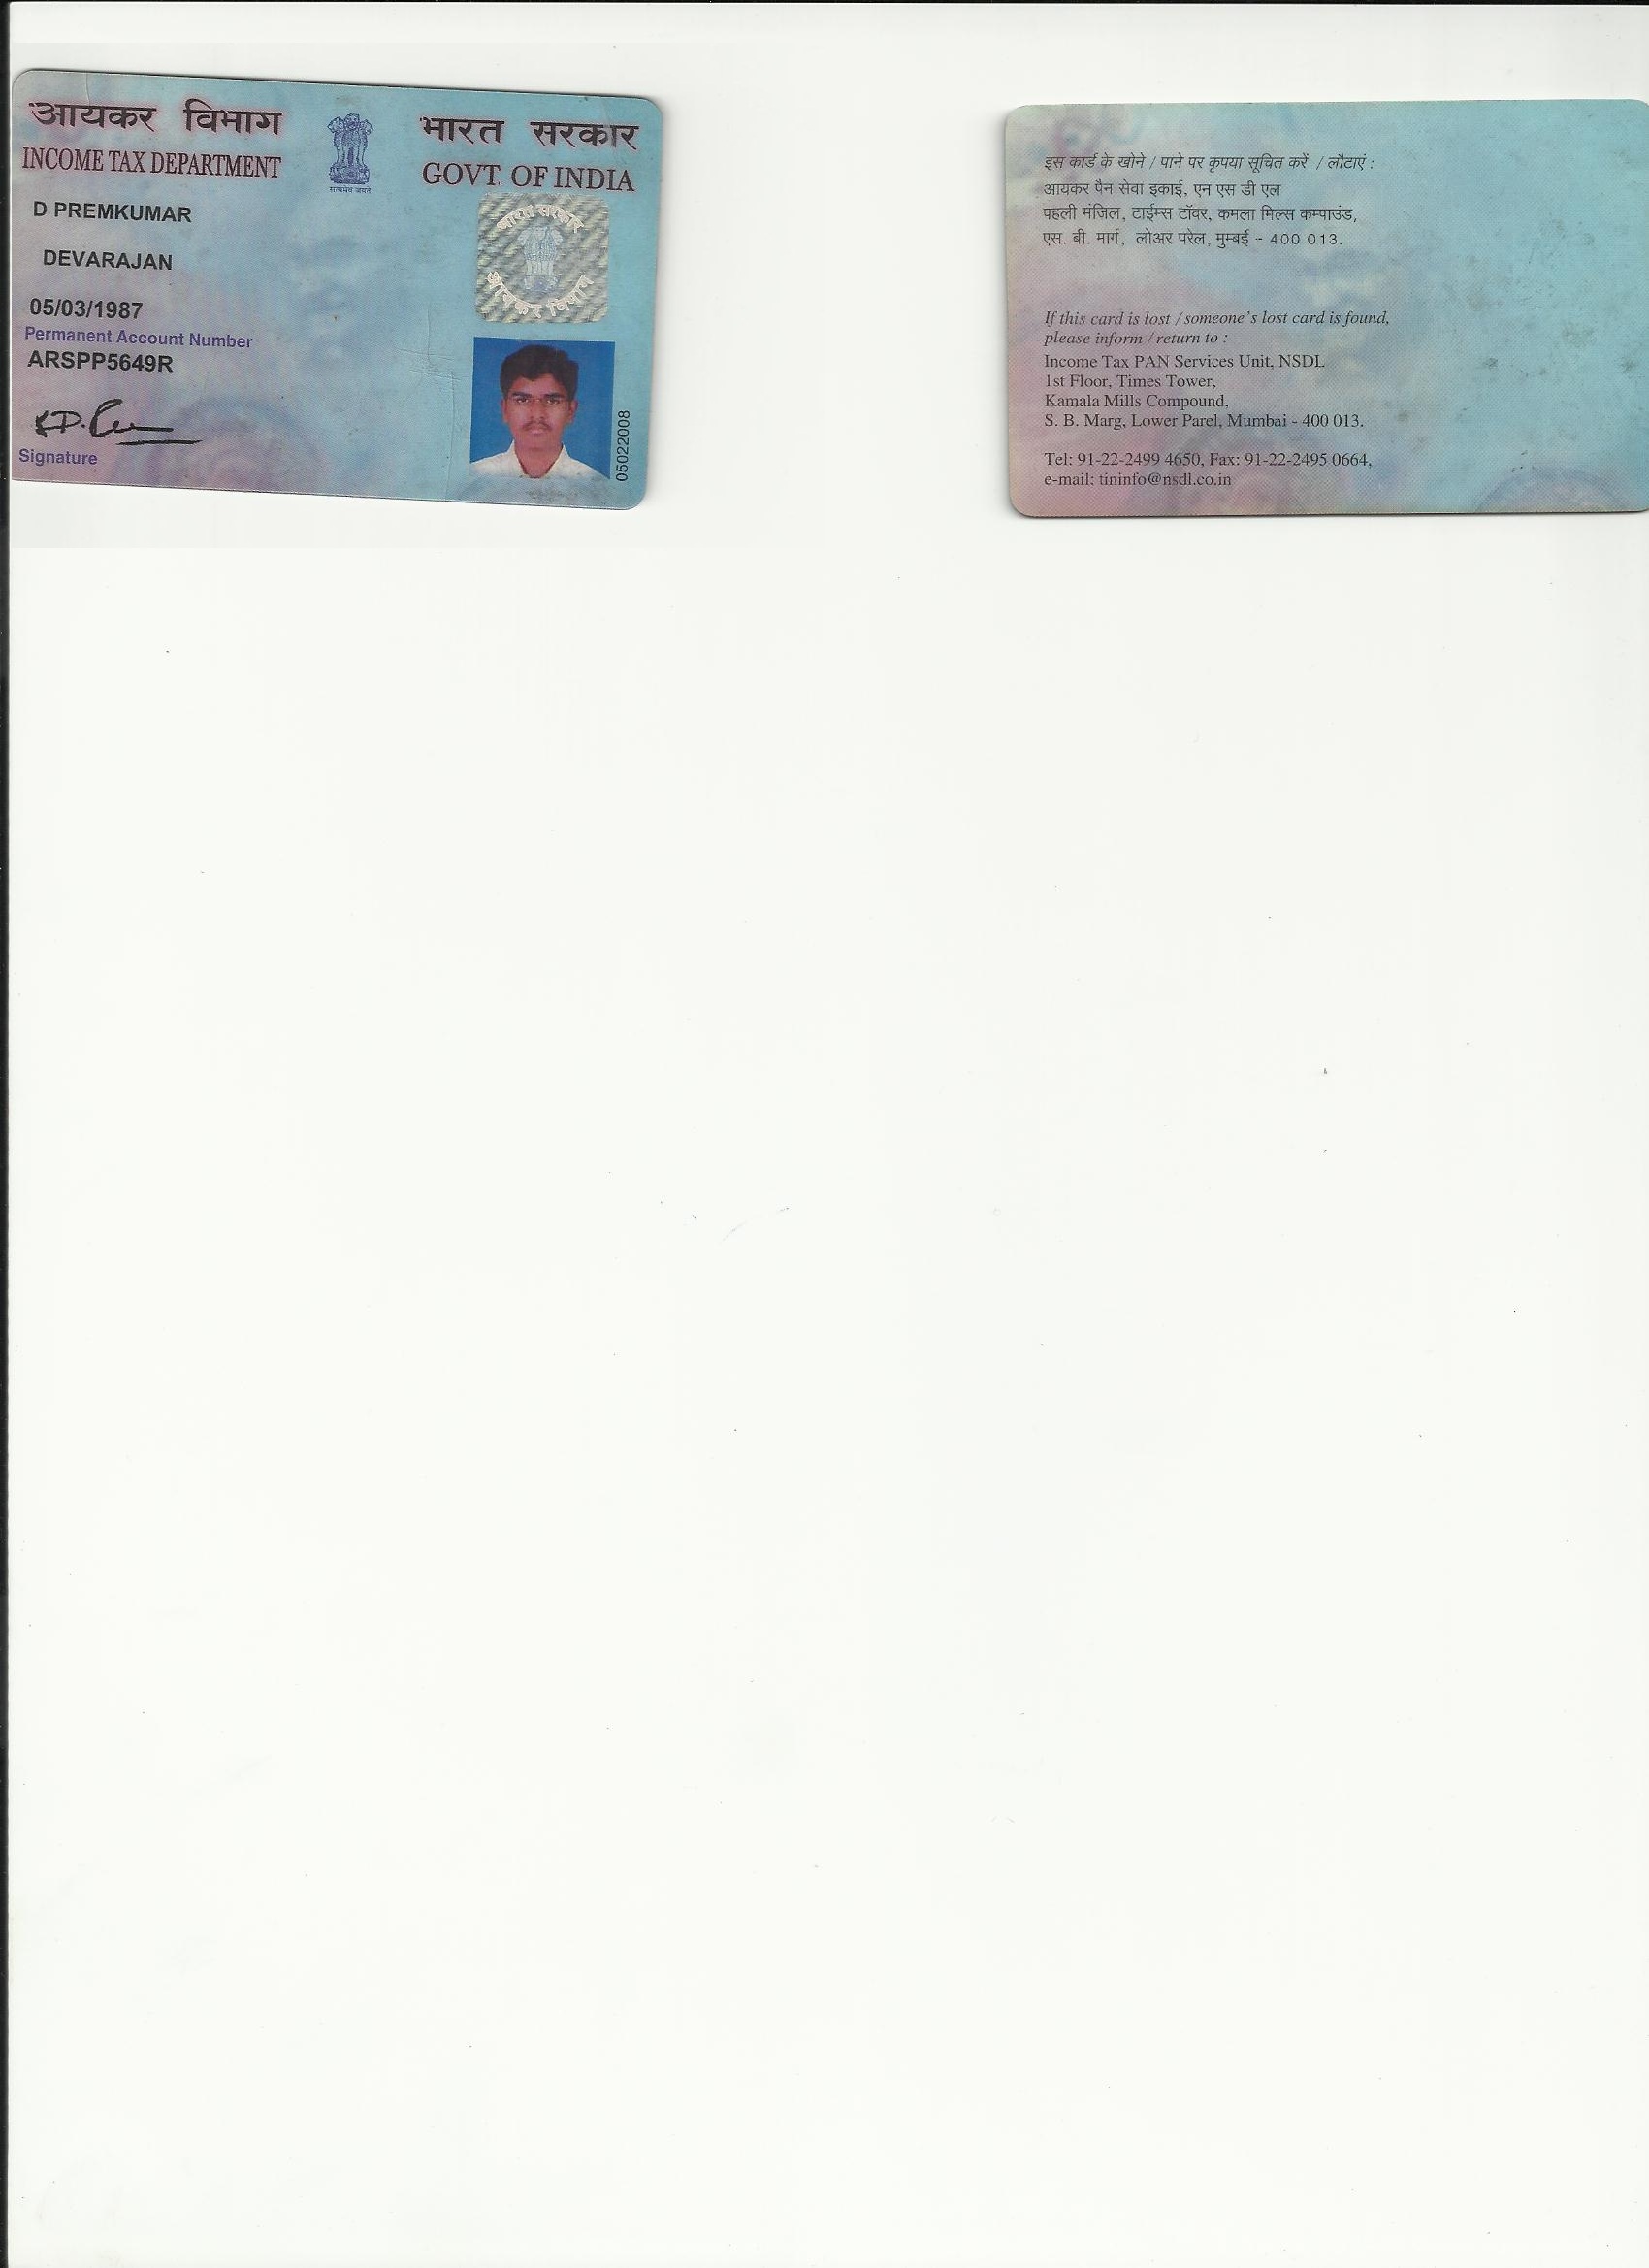 आयकर विभाग
INCOME TAX DEPARTMENT
सत्यमेव जयते
भारत सरकार
GOVT. OF INDIA
D PREMKUMAR
DEVARAJAN
05/03/1987
Permanent Account Number
ARSPP5649R
Signature
भारत सरकार
आयकर विभाग
05022008
इस कार्ड के खोने / पाने पर कृपया सूचित करें / लौटाएं :
आयकर पैन सेवा इकाई, एन एस डी एल
पहली मंजिल, टाईम्स टॉवर, कमला मिल्स कम्पाउंड,
एस. बी. मार्ग, लोअर परेल, मुम्बई - 400 013.
If this card is lost / someone's lost card is found,
please inform / return to :
Income Tax PAN Services Unit, NSDL
1st Floor, Times Tower,
Kamala Mills Compound,
S. B. Marg, Lower Parel, Mumbai - 400 013.
Tel: 91-22-2499 4650, Fax: 91-22-2495 0664,
e-mail: tininfo@nsdl.co.in